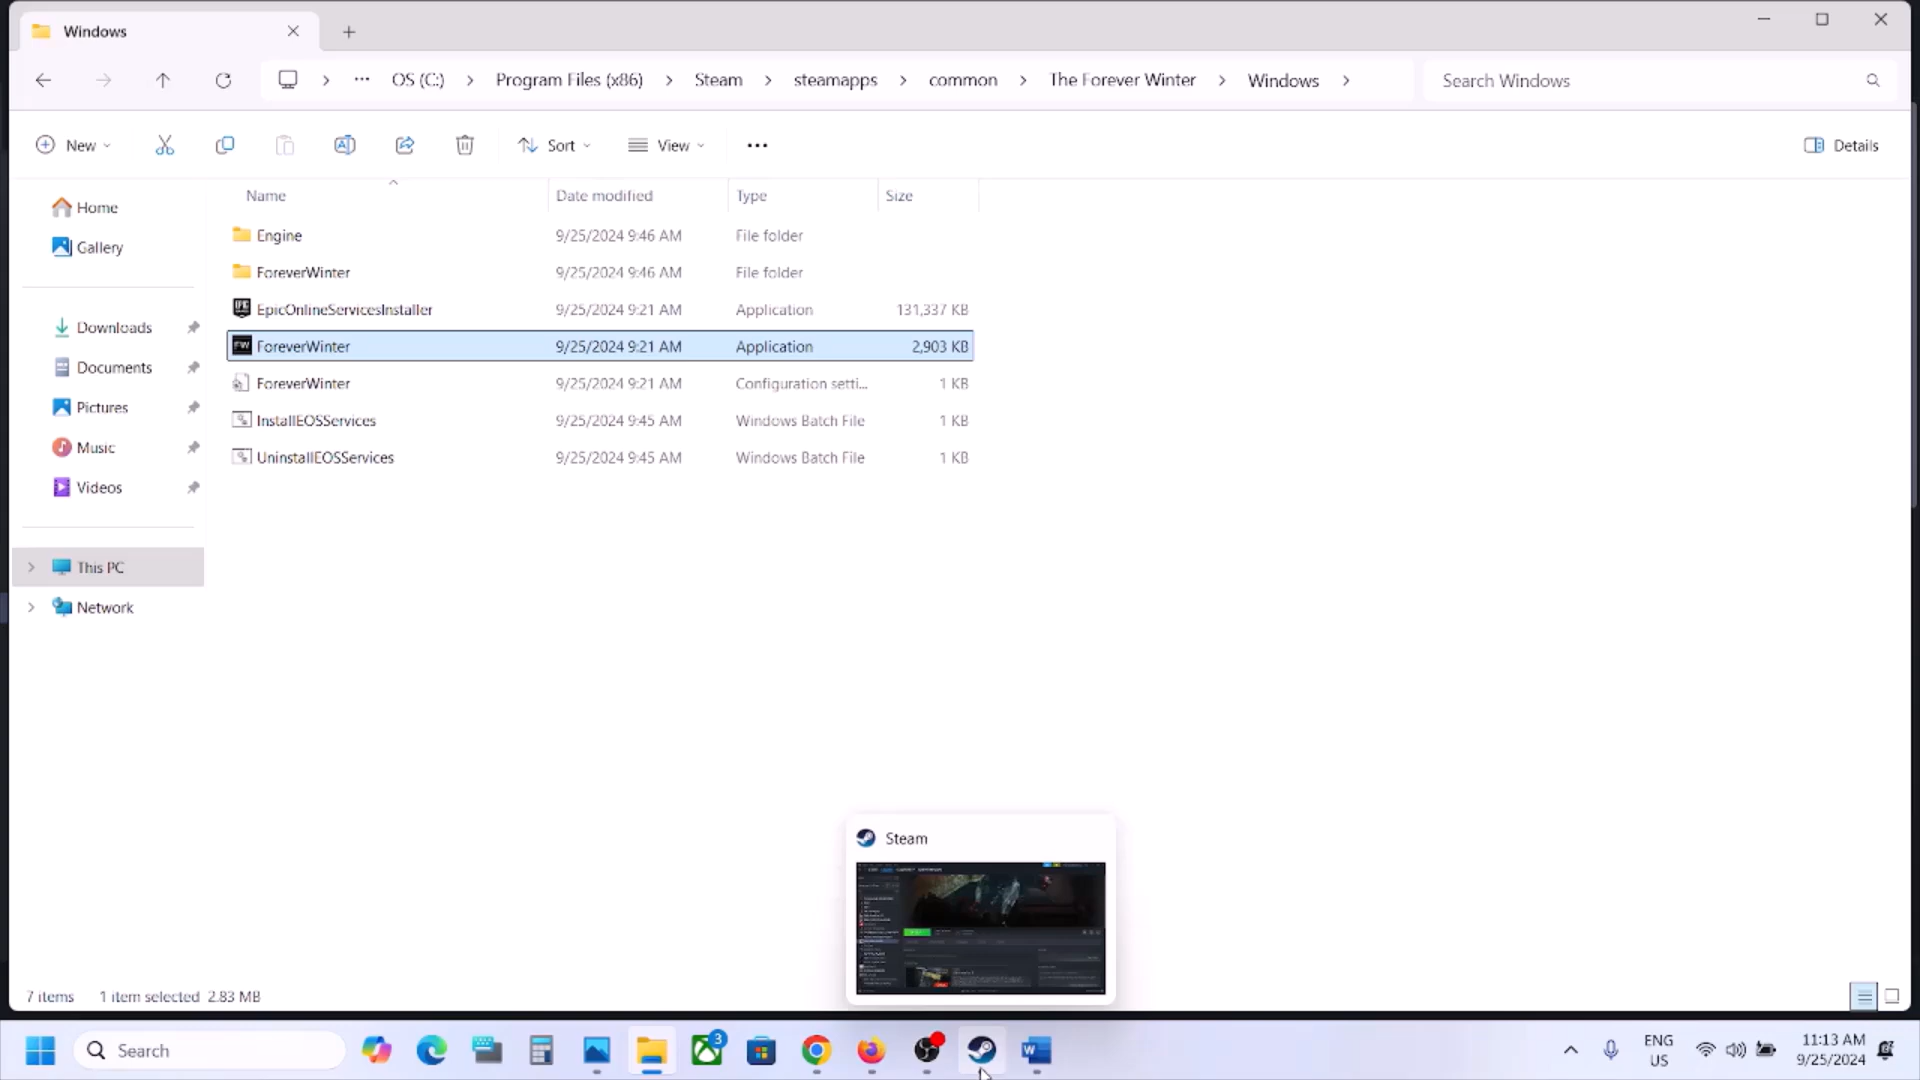 Windows
OS (C:) > Program Files (x86) > Steam > steamapps > common > The Forever Winter > Windows >
Search Windows
New
Sort
View
Details
Name Date modified Type Size
Home
Gallery
Downloads
Documents
Pictures
Music
Videos
This PC
Network
Engine 9/25/2024 9:46 AM File folder
ForeverWinter 9/25/2024 9:46 AM File folder
EpicOnlineServicesInstaller 9/25/2024 9:21 AM Application 131,337 KB
ForeverWinter 9/25/2024 9:21 AM Application 2,903 KB
ForeverWinter 9/25/2024 9:21 AM Configuration setti... 1 KB
InstallEOSServices 9/25/2024 9:45 AM Windows Batch File 1 KB
UninstallEOSServices 9/25/2024 9:45 AM Windows Batch File 1 KB
Steam
7 items 1 item selected 2.83 MB
Search
3
ENG
US
11:13 AM
9/25/2024